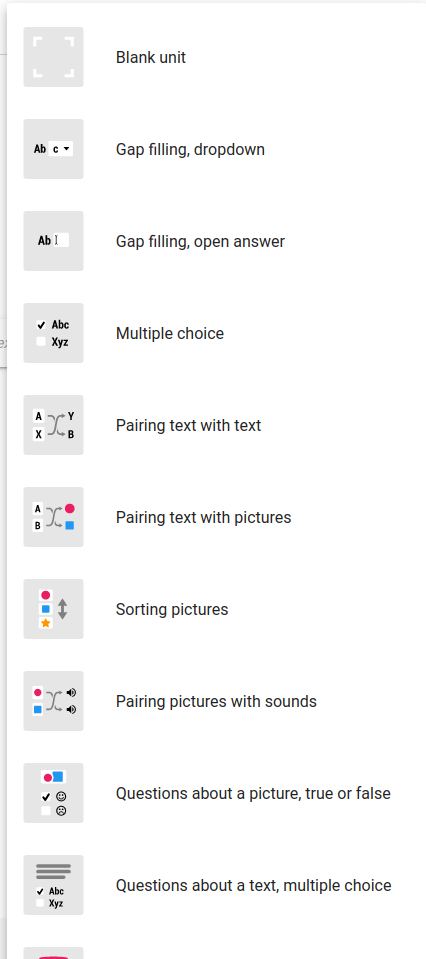 Blank unit
Ab c
Gap filling, dropdown
Ab
Gap filling, open answer
Abc
Xyz
Multiple choice
A Y
X B
Pairing text with text
A
B
Pairing text with pictures
Sorting pictures
Pairing pictures with sounds
Questions about a picture, true or false
Abc
Xyz
Questions about a text, multiple choice